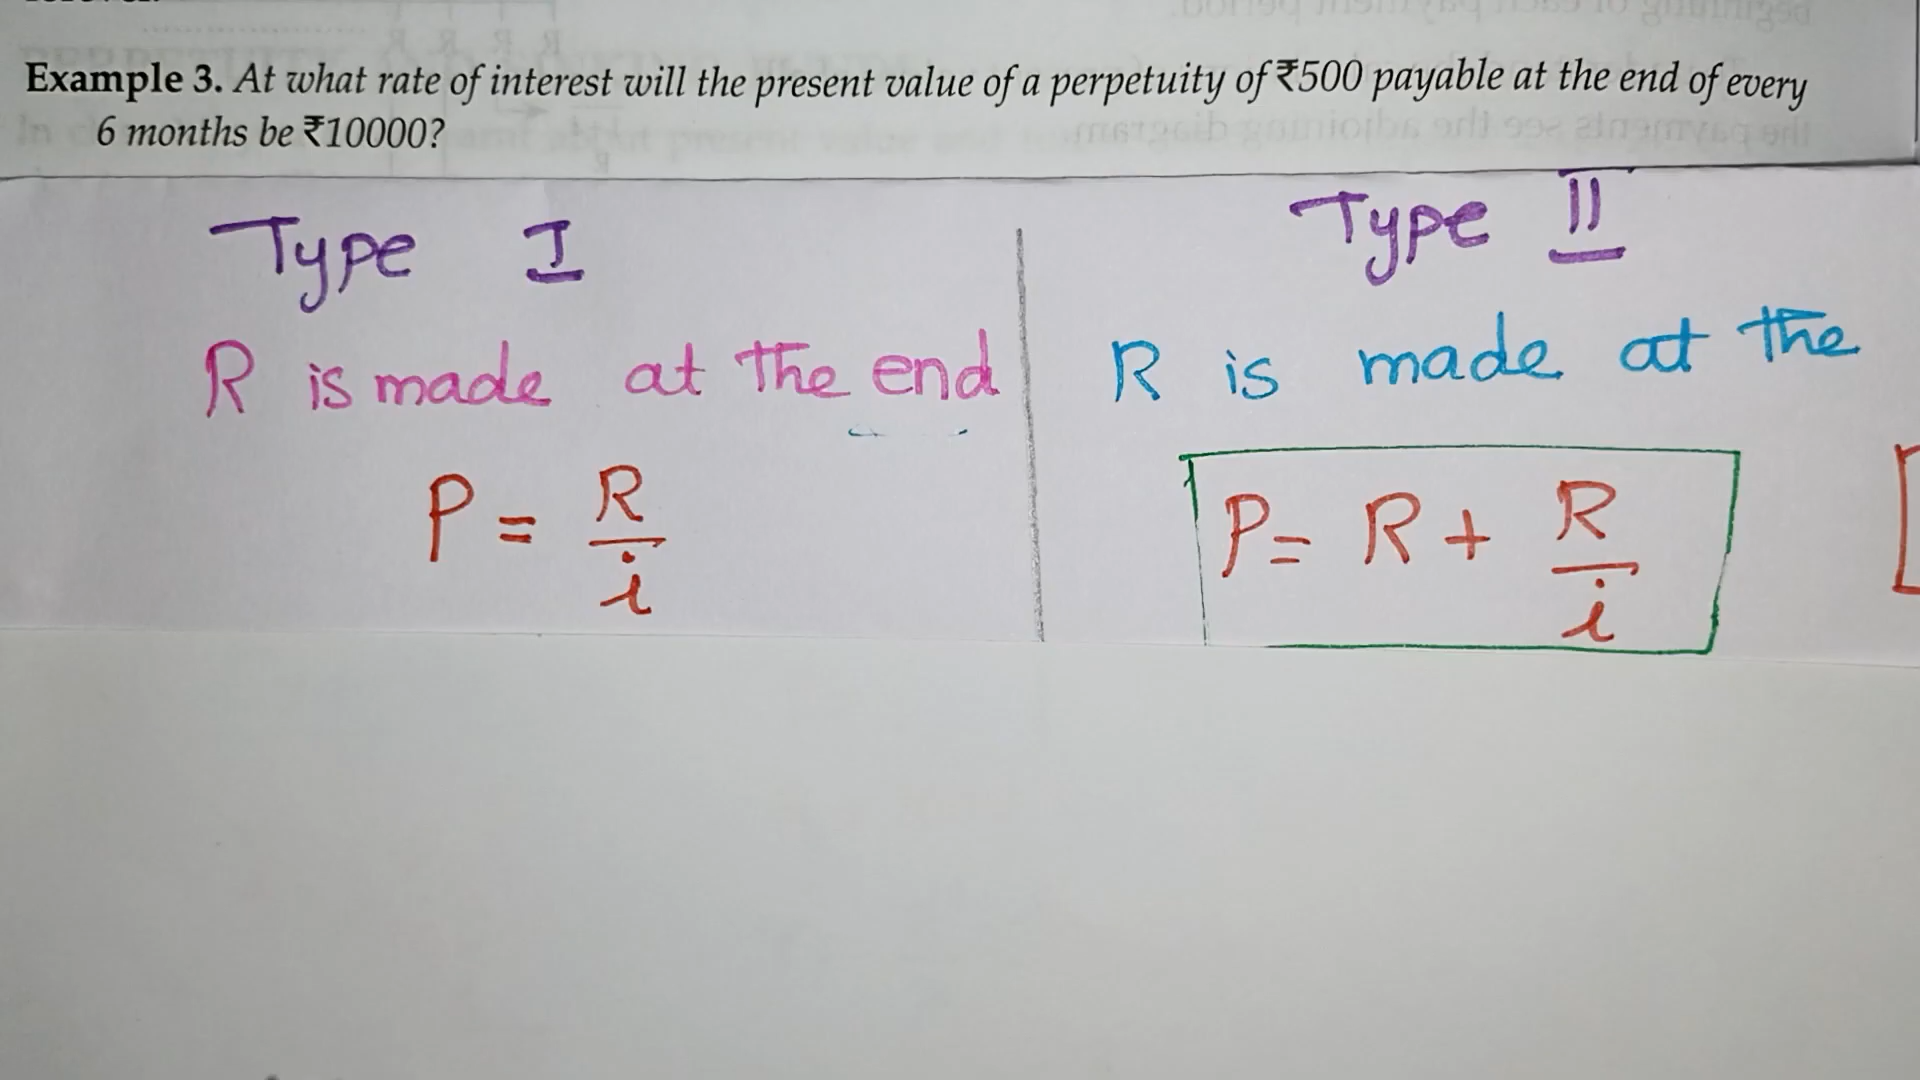 Example 3. At what rate of interest will the present value of a perpetuity of ₹500 payable at the end of every
6 months be ₹10000?
Type I
R is made at the end
P = R/i
Type II
R is made at the
P = R + R/i